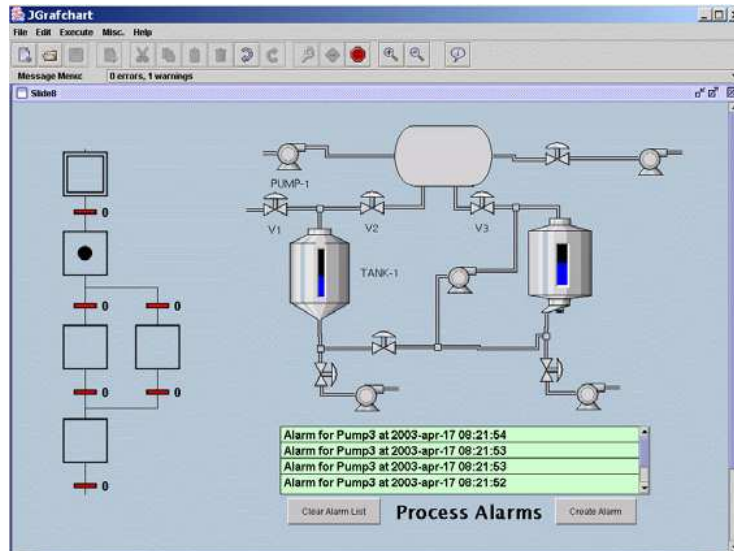 JGrafchart
File Edit Execute Misc. Help
Message Menu: 0 errors, 1 warnings
Slide8
PUMP-1
0
V1 V2 V3
TANK-1
0 0
0 0
0
Alarm for Pump3 at 2003-apr-17 08:21:54
Alarm for Pump3 at 2003-apr-17 08:21:53
Alarm for Pump3 at 2003-apr-17 08:21:53
Alarm for Pump3 at 2003-apr-17 08:21:52
Clear Alarm List Process Alarms Create Alarm